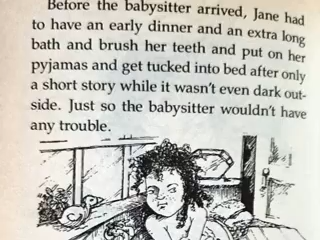 Before the babysitter arrived, Jane had
to have an early dinner and an extra long
bath and brush her teeth and put on her
pyjamas and get tucked into bed after only
a short story while it wasn't even dark out-
side. Just so the babysitter wouldn't have
any trouble.